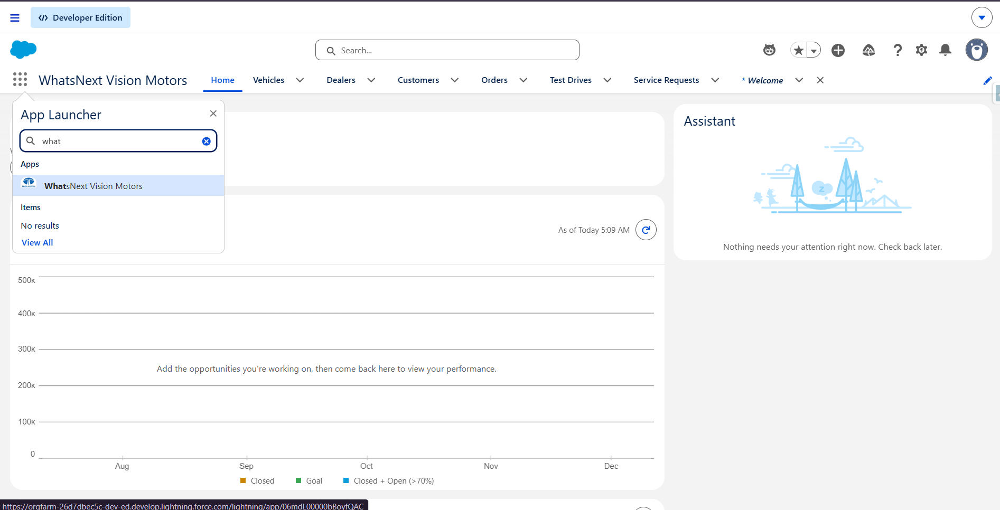 Developer Edition
Search...
WhatsNext Vision Motors
Home
Vehicles
Dealers
Customers
Orders
Test Drives
Service Requests
* Welcome
App Launcher
what
Apps
WhatsNext Vision Motors
Items
No results
View All
As of Today 5:09 AM
500K
400K
300K
200K
100K
0
Add the opportunities you're working on, then come back here to view your performance.
Aug
Sep
Oct
Nov
Dec
Closed
Goal
Closed + Open (>70%)
Assistant
z
Nothing needs your attention right now. Check back later.
https://orgfarm-26d7dbec5c-dev-ed.develop.lightning.force.com/lightning/app/06mdL00000bBoyfQAC